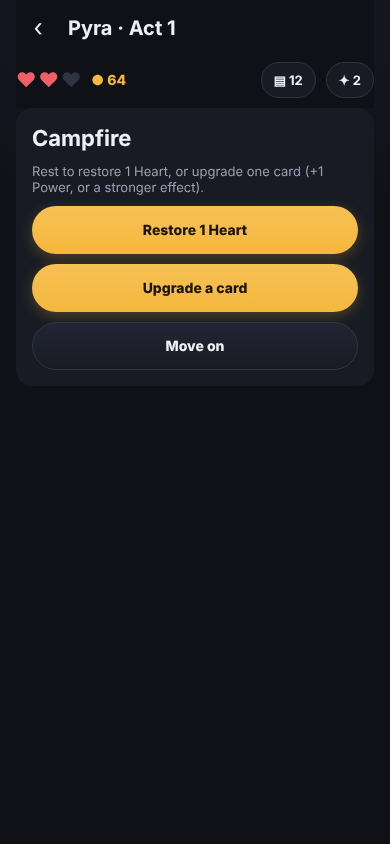 Pyra · Act 1
64
12
2
Campfire
Rest to restore 1 Heart, or upgrade one card (+1
Power, or a stronger effect).
Restore 1 Heart
Upgrade a card
Move on